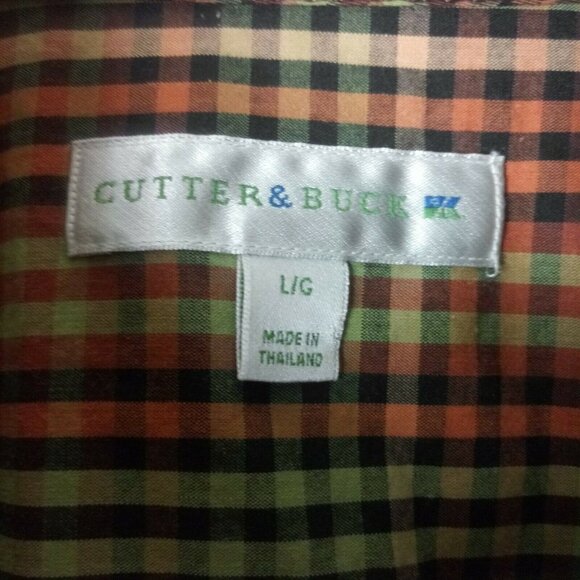 CUTTER&BUCK
L/G
MADE IN
THAILAND